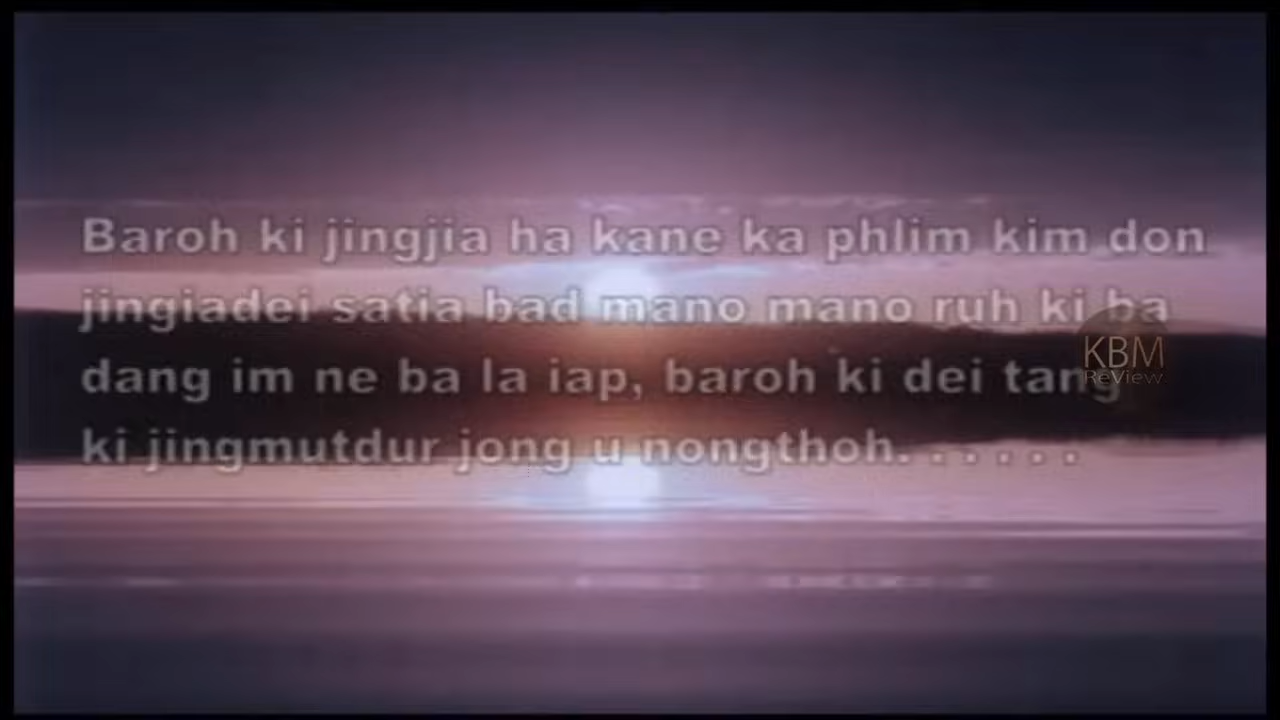 Baroh ki jingjia ha kane ka phlim kim don
jingiadei satia bad mano mano ruh ki ba
dang im ne ba la iap, baroh ki dei tang
ki jingmutdur jong u nongthoh. . . . . .
KBM
ReView